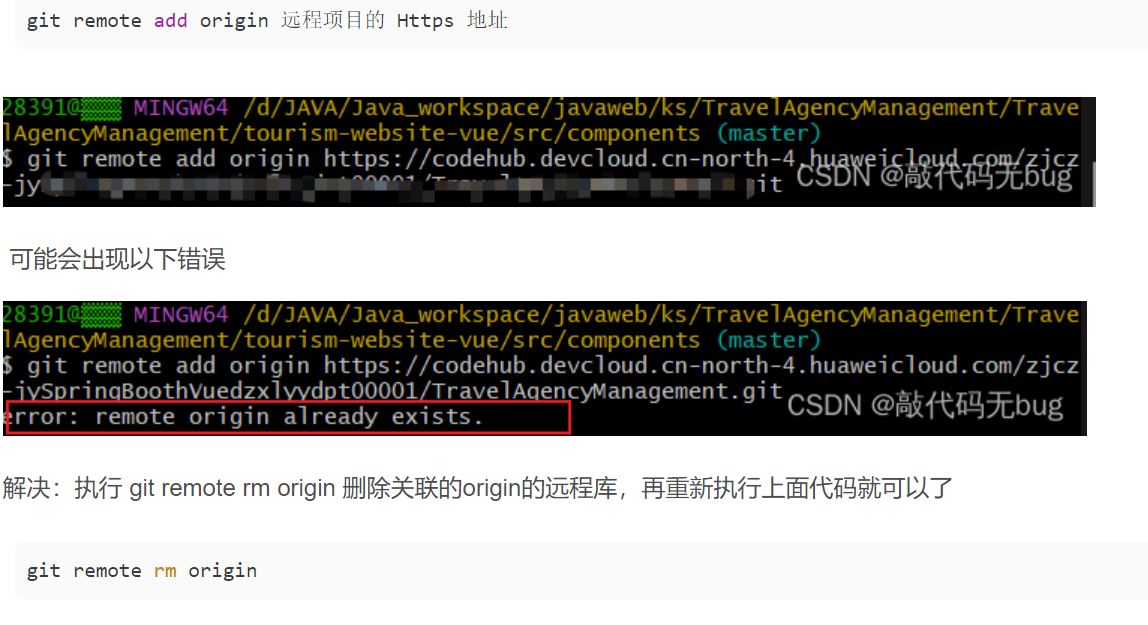 git remote add origin 远程项目的 Https 地址
28391@ MINGW64 /d/JAVA/Java_workspace/javaweb/ks/TravelAgencyManagement/Trave
lAgencyManagement/tourism-website-vue/src/components (master)
$ git remote add origin https://codehub.devcloud.cn-north-4.huaweicloud.com/zjcz
-jy git
CSDN @敲代码无bug
可能会出现以下错误
28391@ MINGW64 /d/JAVA/Java_workspace/javaweb/ks/TravelAgencyManagement/Trave
lAgencyManagement/tourism-website-vue/src/components (master)
$ git remote add origin https://codehub.devcloud.cn-north-4.huaweicloud.com/zjcz
-jySpringBoothVuedzxlyydpt00001/TravelAgencyManagement.git
error: remote origin already exists.
CSDN @敲代码无bug
解决：执行 git remote rm origin 删除关联的origin的远程库，再重新执行上面代码就可以了
git remote rm origin